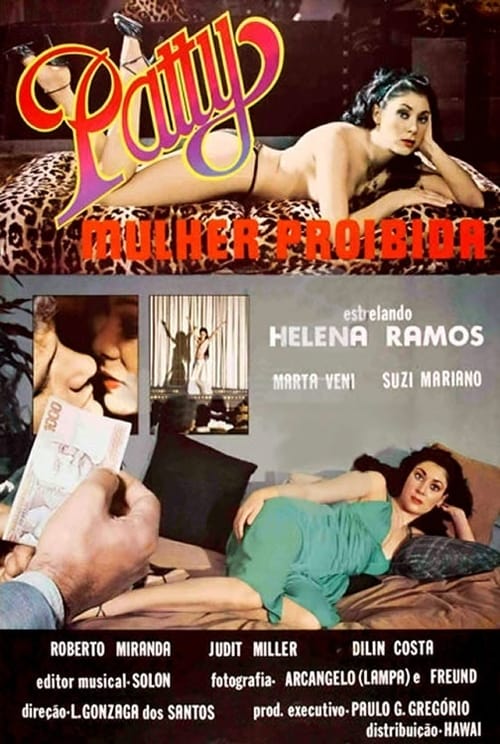 Patty
MULHER PROIBIDA
estrelando
HELENA RAMOS
MARTA VENI SUZI MARIANO
1000
ROBERTO MIRANDA JUDIT MILLER DILIN COSTA
editor musical-SOLON fotografia- ARCANGELO (LAMPA) e FREUND
direção-L.GONZAGA dos SANTOS prod. executivo-PAULO G. GREGÓRIO
distribuição-HAWAI